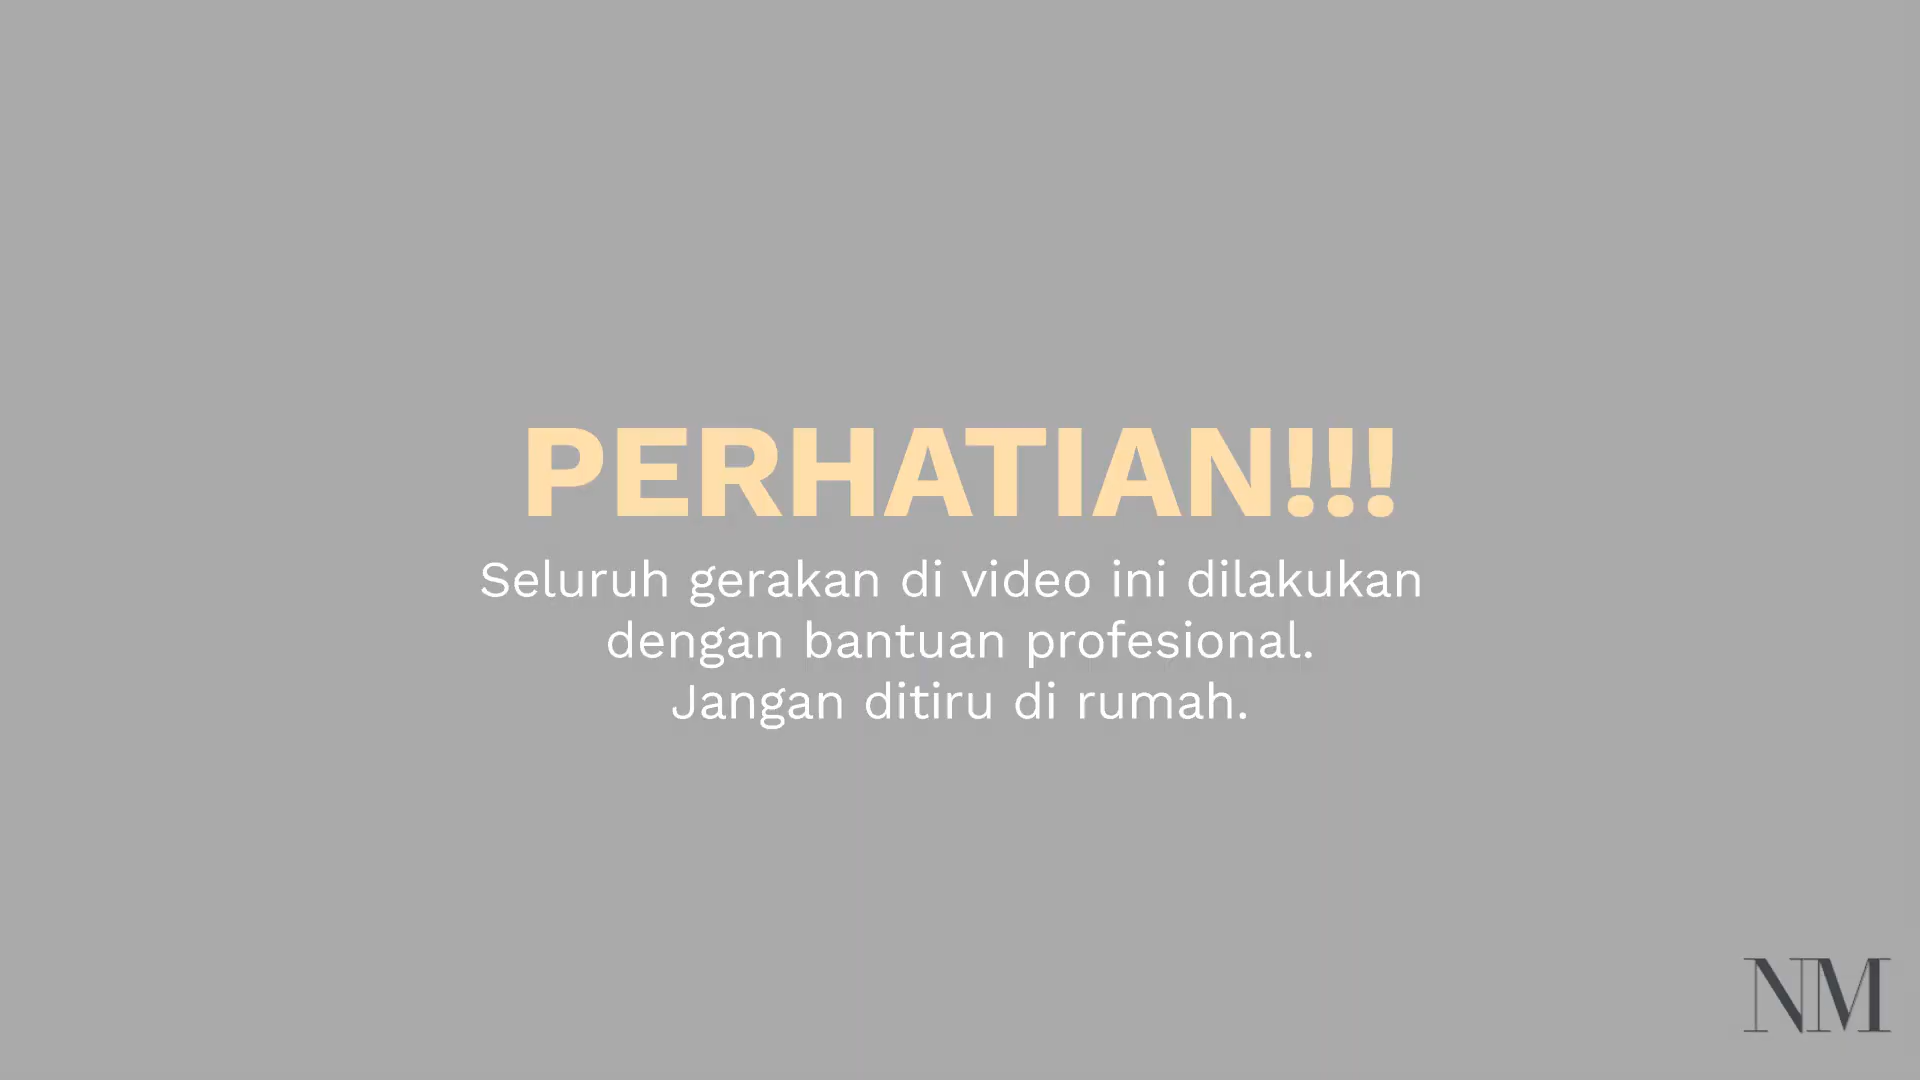 PERHATIAN!!!
Seluruh gerakan di video ini dilakukan
dengan bantuan profesional.
Jangan ditiru di rumah.
NM